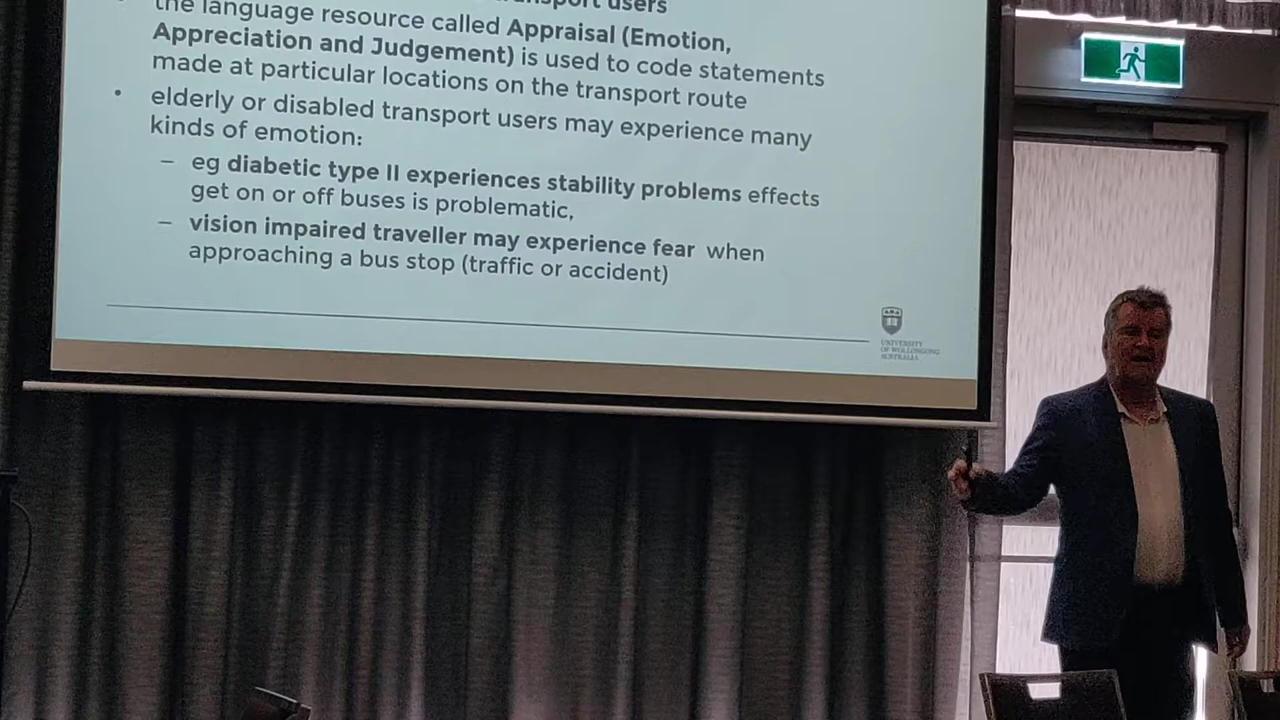 transport users
the language resource called Appraisal (Emotion,
Appreciation and Judgement) is used to code statements
made at particular locations on the transport route
• elderly or disabled transport users may experience many
kinds of emotion:
– eg diabetic type II experiences stability problems effects
get on or off buses is problematic,
– vision impaired traveller may experience fear when
approaching a bus stop (traffic or accident)
UNIVERSITY
OF WOLLONGONG
AUSTRALIA